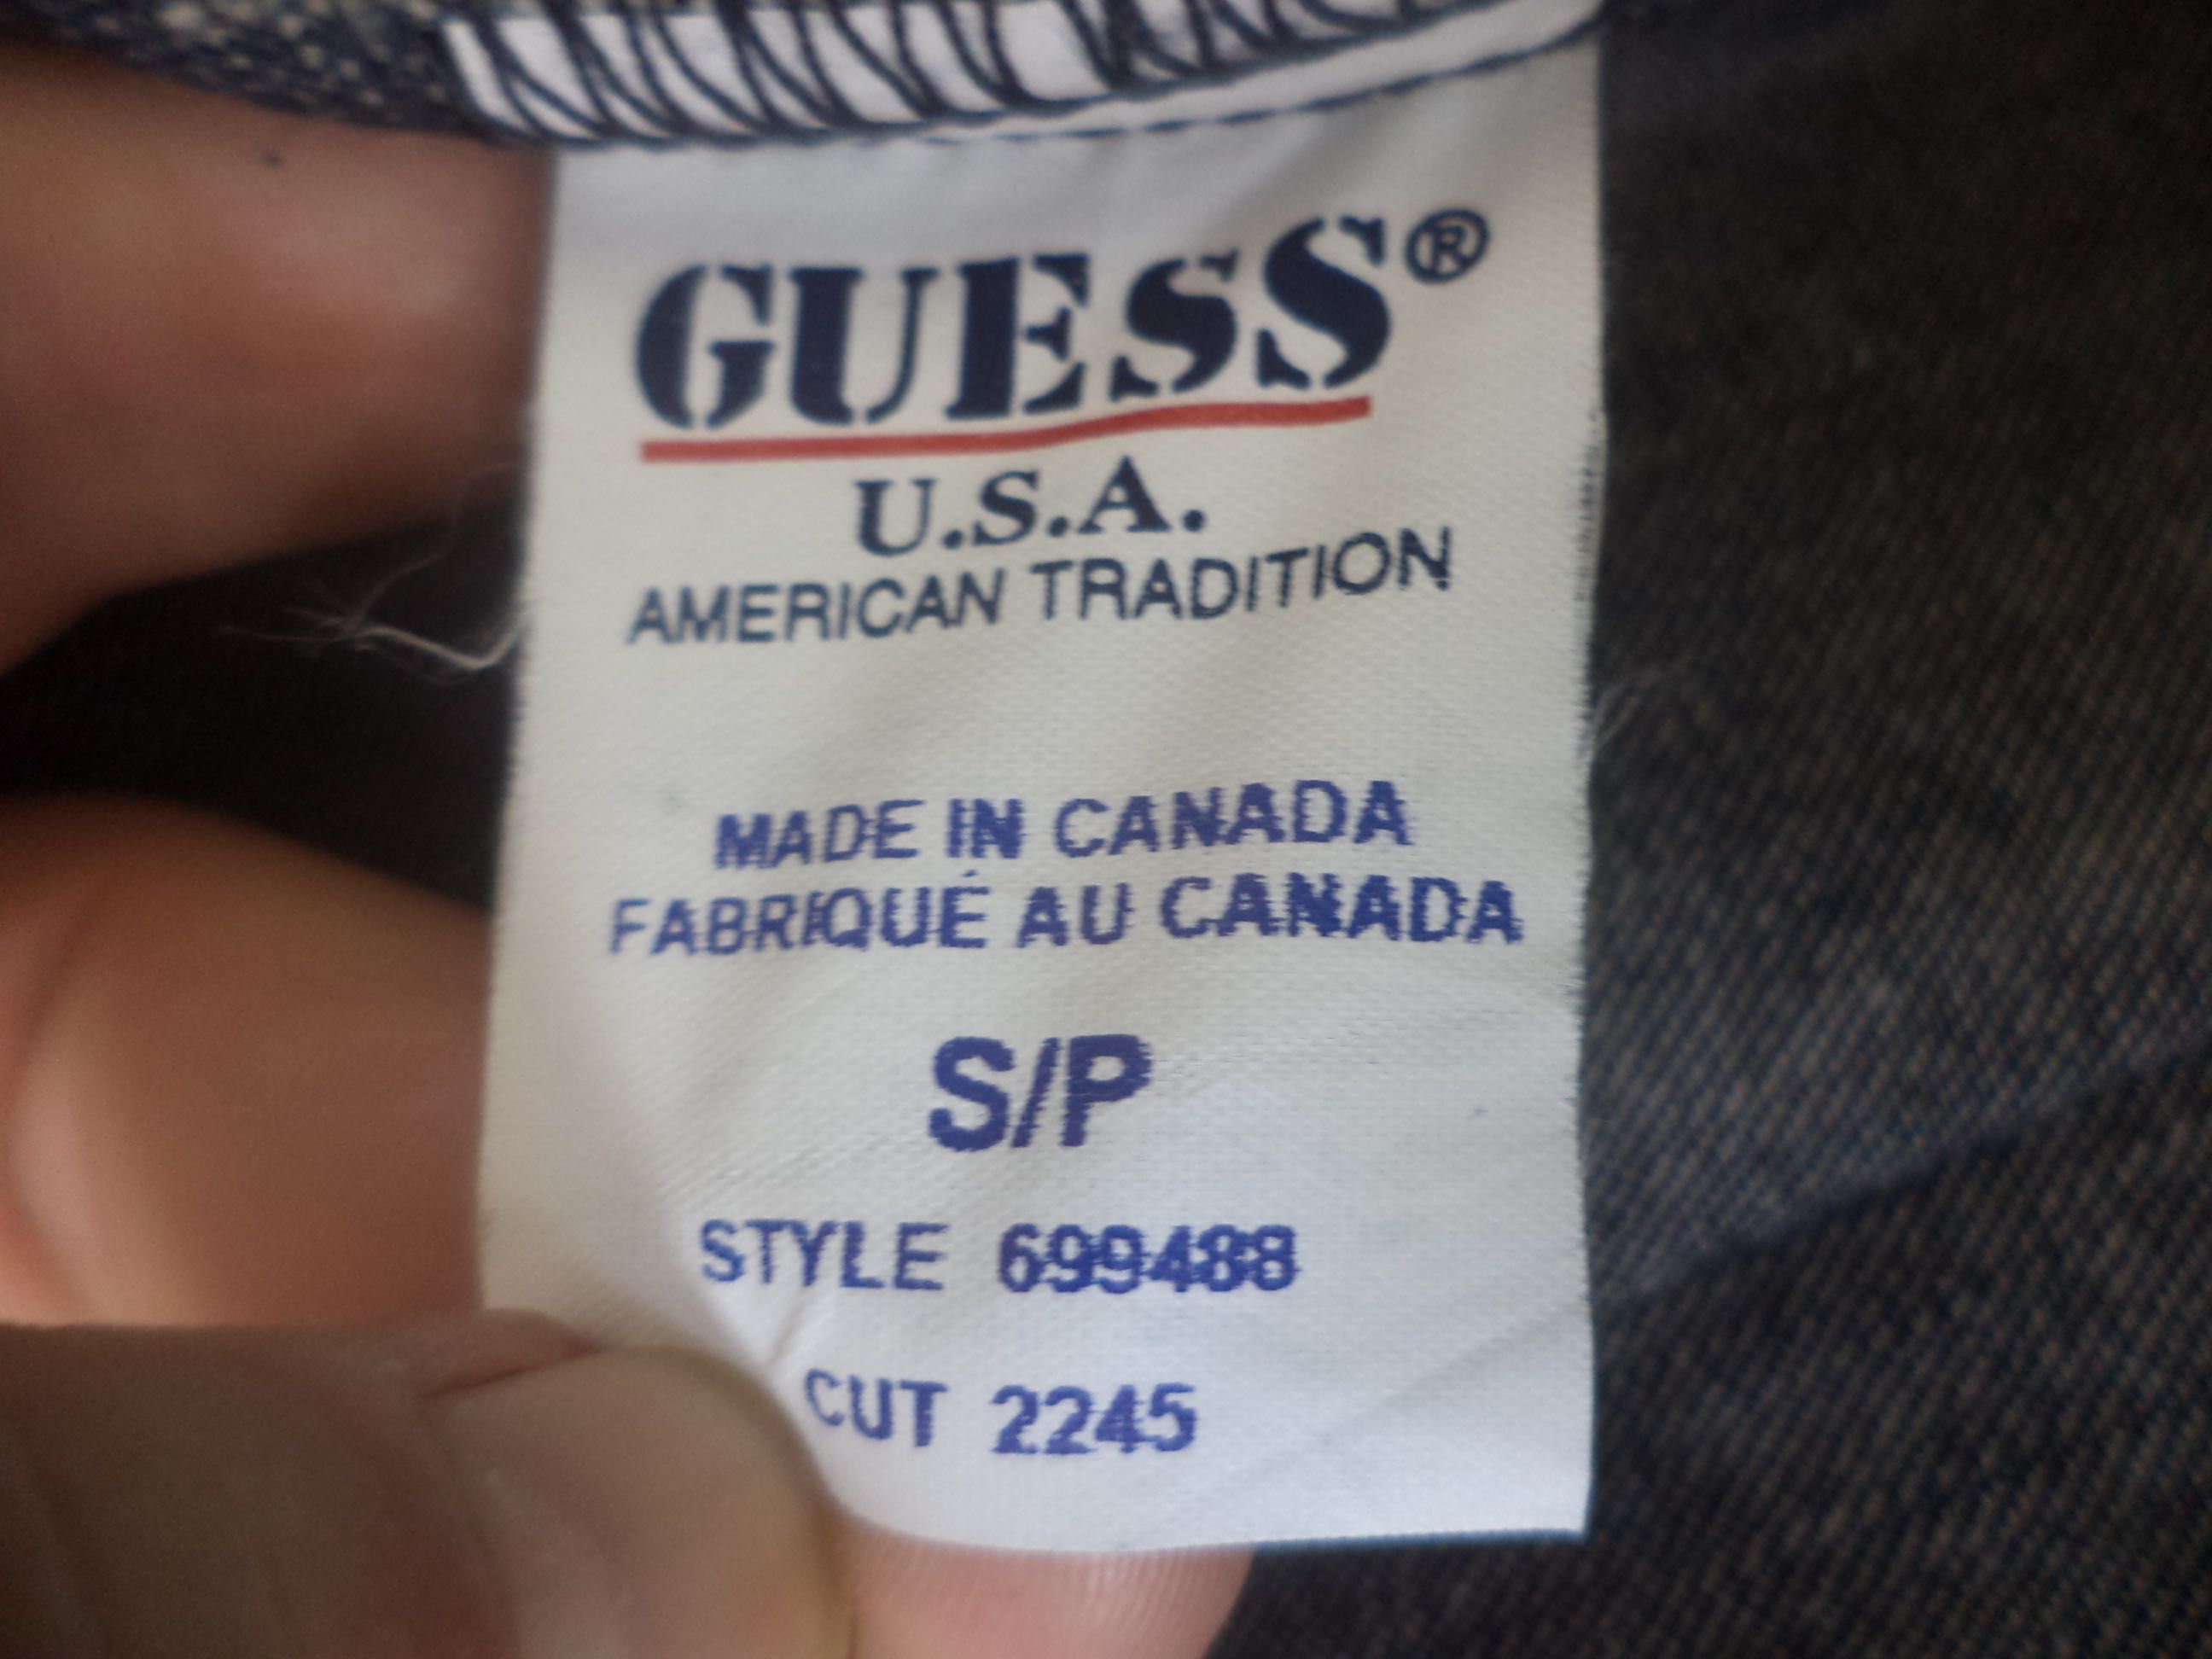 GUESS®
U.S.A.
AMERICAN TRADITION
MADE IN CANADA
FABRIQUÉ AU CANADA
S/P
STYLE 699488
CUT 2245